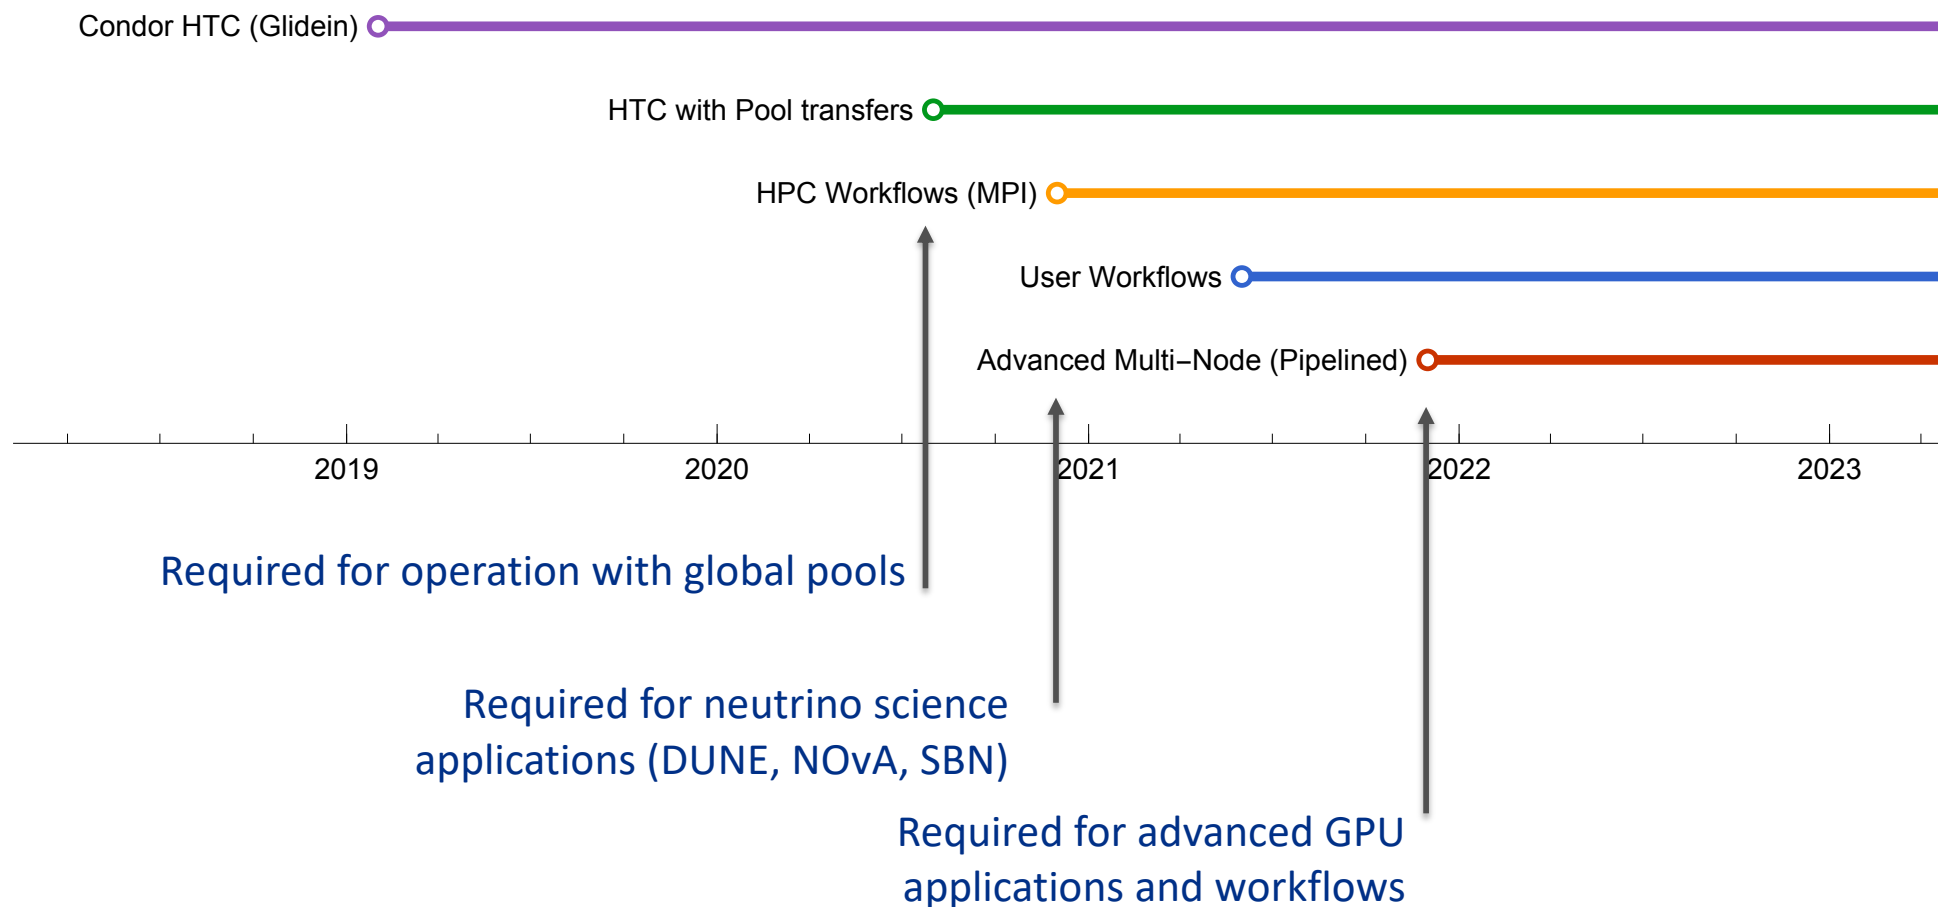 Condor HTC (Glidein)
HTC with Pool transfers
HPC Workflows (MPI)
User Workflows
Advanced Multi−Node (Pipelined)
2019 2020 2021 2022 2023
Required for operation with global pools
Required for neutrino science
applications (DUNE, NOvA, SBN)
Required for advanced GPU
applications and workflows